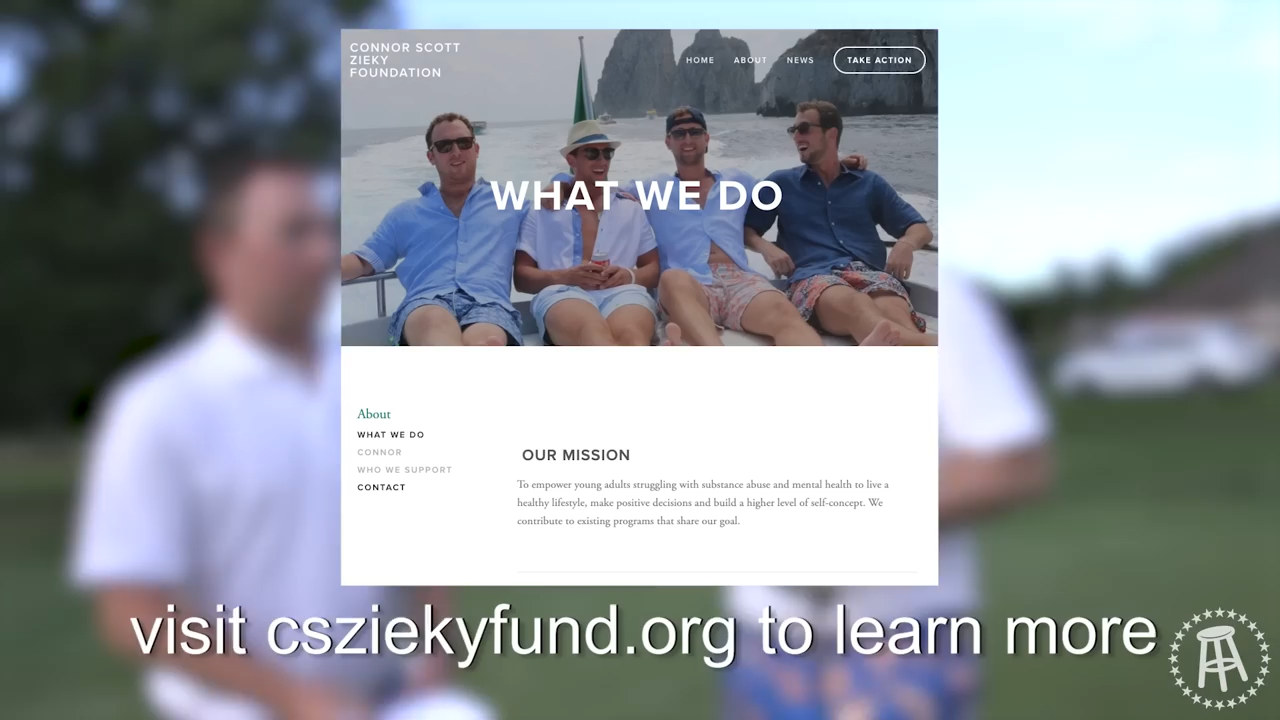 CONNOR SCOTT
ZIEKY
FOUNDATION
HOME ABOUT NEWS TAKE ACTION
WHAT WE DO
About
WHAT WE DO
CONNOR
WHO WE SUPPORT
CONTACT
OUR MISSION
To empower young adults struggling with substance abuse and mental health to live a
healthy lifestyle, make positive decisions and build a higher level of self-concept. We
contribute to existing programs that share our goal.
visit csziekyfund.org to learn more